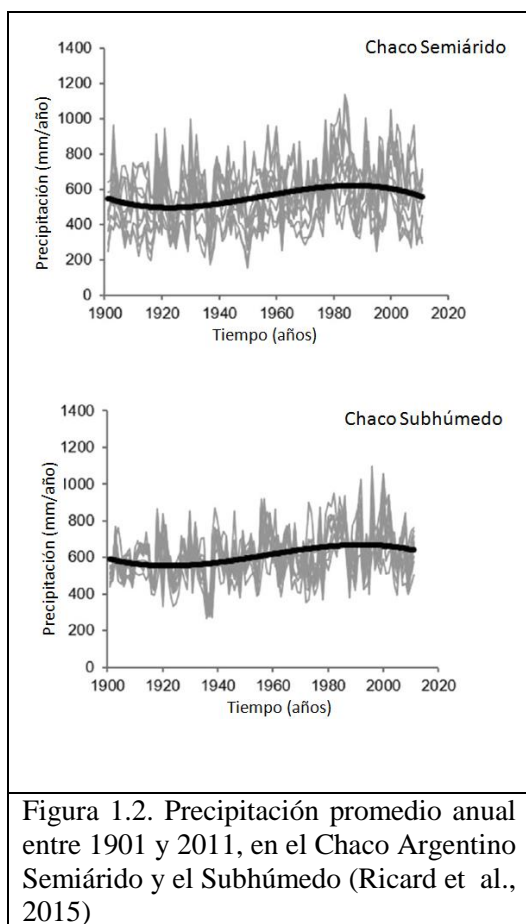 Chaco Semiárido
1400
1200
1000
800
600
400
200
0
Precipitación (mm/año)
1900 1920 1940 1960 1980 2000 2020
Tiempo (años)
Chaco Subhúmedo
1400
1200
1000
800
600
400
200
0
Precipitación (mm/año)
1900 1920 1940 1960 1980 2000 2020
Tiempo (años)
Figura 1.2. Precipitación promedio anual
entre 1901 y 2011, en el Chaco Argentino
Semiárido y el Subhúmedo (Ricard et al.,
2015)